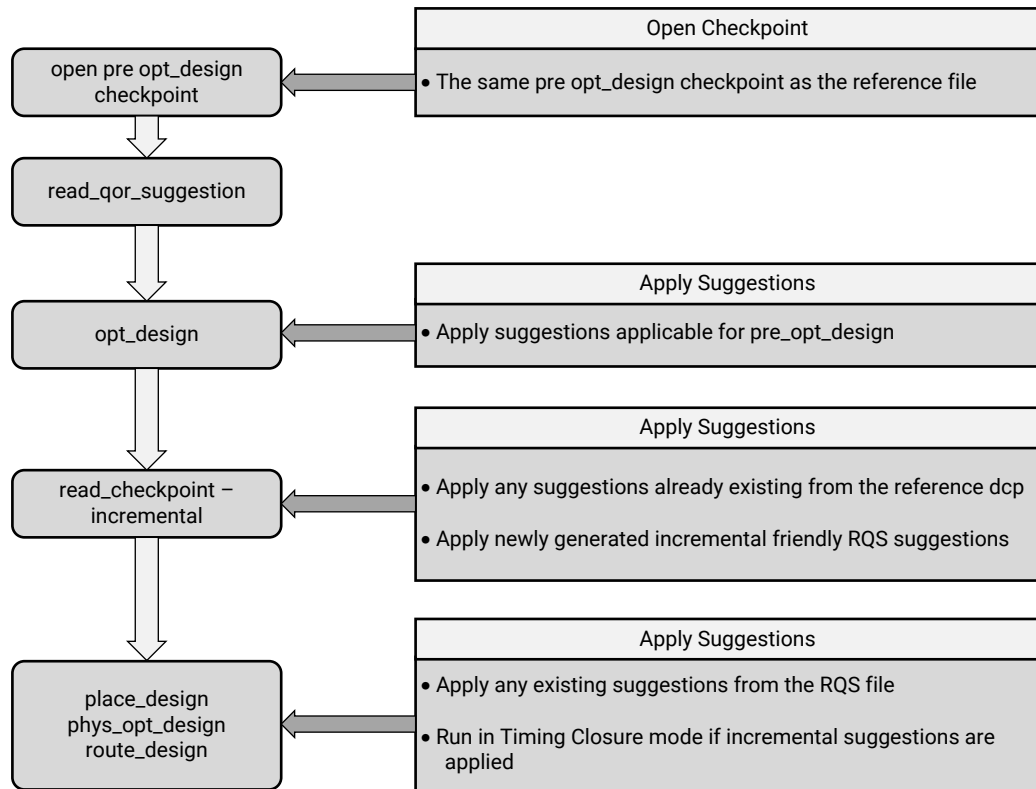 Open Checkpoint
open pre opt_design
checkpoint
• The same pre opt_design checkpoint as the reference file
read_qor_suggestion
Apply Suggestions
opt_design
• Apply suggestions applicable for pre_opt_design
Apply Suggestions
read_checkpoint –
incremental
• Apply any suggestions already existing from the reference dcp
• Apply newly generated incremental friendly RQS suggestions
Apply Suggestions
place_design
phys_opt_design
route_design
• Apply any existing suggestions from the RQS file
• Run in Timing Closure mode if incremental suggestions are
applied